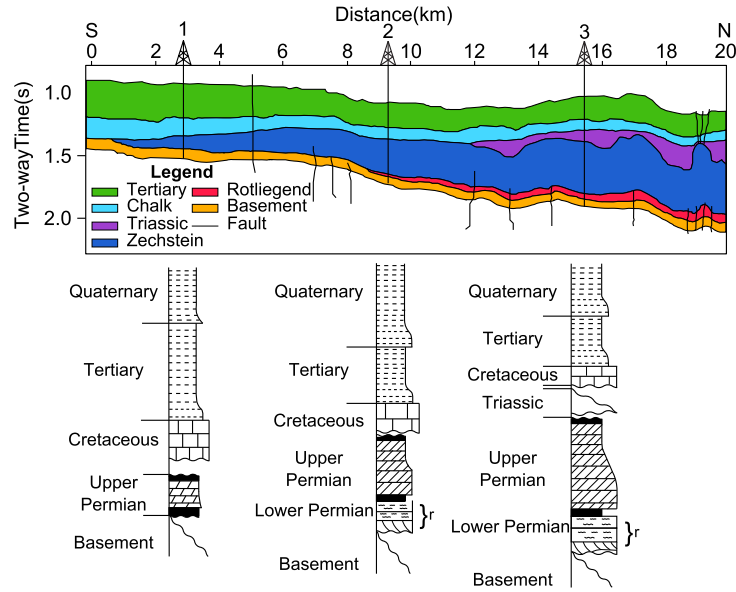 Distance(km)
S 1 2 3 N
0 2 4 6 8 10 12 14 16 18 20
Two-wayTime(s)
1.0
1.5
2.0
Legend
Tertiary Rotliegend
Chalk Basement
Triassic Fault
Zechstein
Quaternary
Tertiary
Cretaceous
Upper
Permian
Basement
Quaternary
Tertiary
Cretaceous
Upper
Permian
Lower Permian }r
Basement
Quaternary
Tertiary
Cretaceous
Triassic
Upper
Permian
Lower Permian }r
Basement